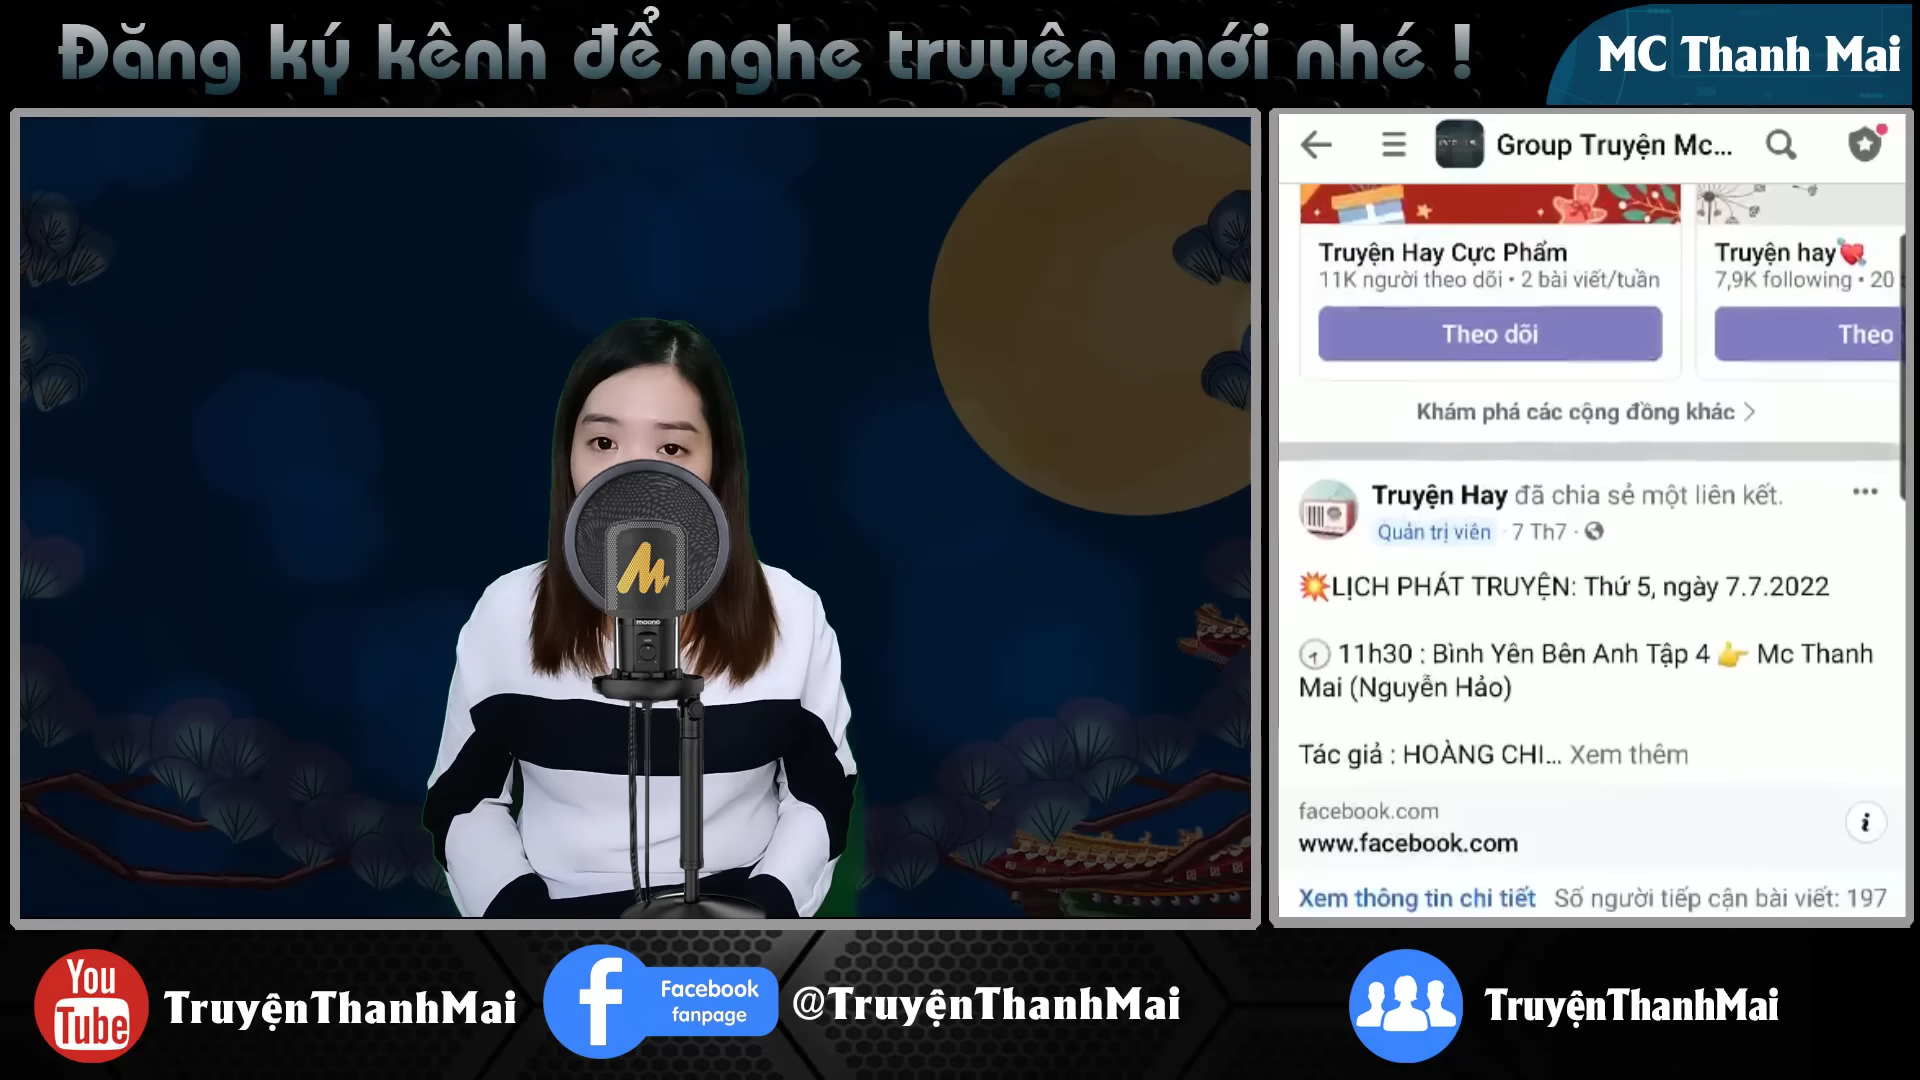 Đăng ký kênh để nghe truyện mới nhé !
MC Thanh Mai
Group Truyện Mc...
Truyện Hay Cực Phẩm
11K người theo dõi • 2 bài viết/tuần
Theo dõi
Truyện hay💘
7,9K following • 20
Theo
Khám phá các cộng đồng khác
Truyện Hay đã chia sẻ một liên kết.
Quản trị viên · 7 Th7 ·
💥LỊCH PHÁT TRUYỆN: Thứ 5, ngày 7.7.2022
11h30 : Bình Yên Bên Anh Tập 4 👉 Mc Thanh
Mai (Nguyễn Hảo)
Tác giả : HOÀNG CHI... Xem thêm
facebook.com
www.facebook.com
Xem thông tin chi tiết Số người tiếp cận bài viết: 197
maono
You
Tube
TruyệnThanhMai
f
Facebook
fanpage
@TruyệnThanhMai
TruyệnThanhMai